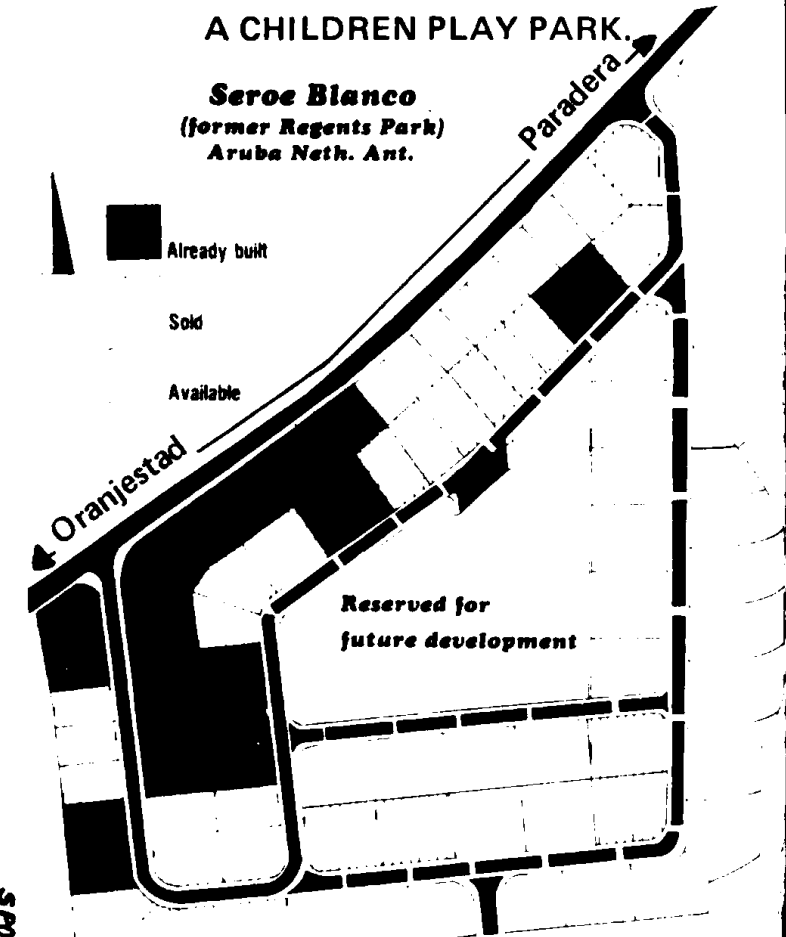 A CHILDREN PLAY PARK.
Seroe Blanco
(former Regents Park)
Aruba Neth. Ant.
Paradera
Already built
Sold
Available
Oranjestad
Reserved for
future development